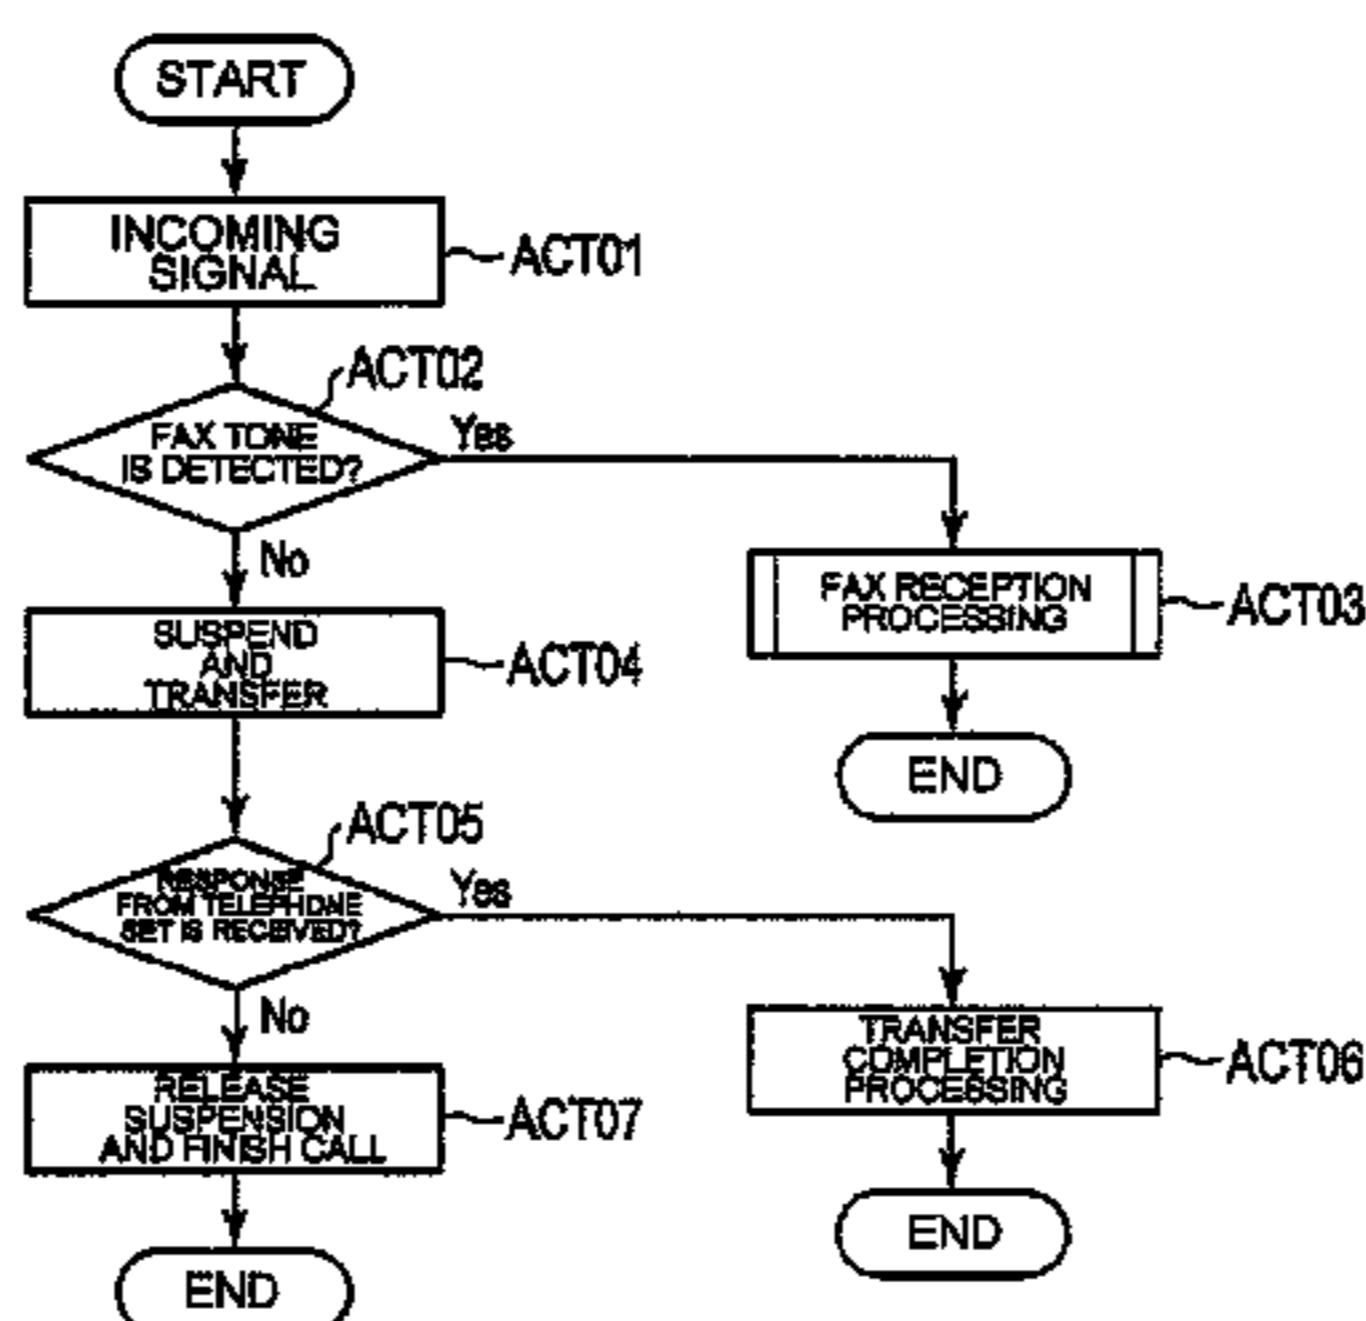 START
INCOMING
SIGNAL
ACT01
ACT02
FAX TONE
IS DETECTED?
Yes
No
FAX RECEPTION
PROCESSING
ACT03
END
SUSPEND
AND
TRANSFER
ACT04
ACT05
RESPONSE
FROM TELEPHONE
SET IS RECEIVED?
Yes
No
TRANSFER
COMPLETION
PROCESSING
ACT06
END
RELEASE
SUSPENSION
AND FINISH CALL
ACT07
END